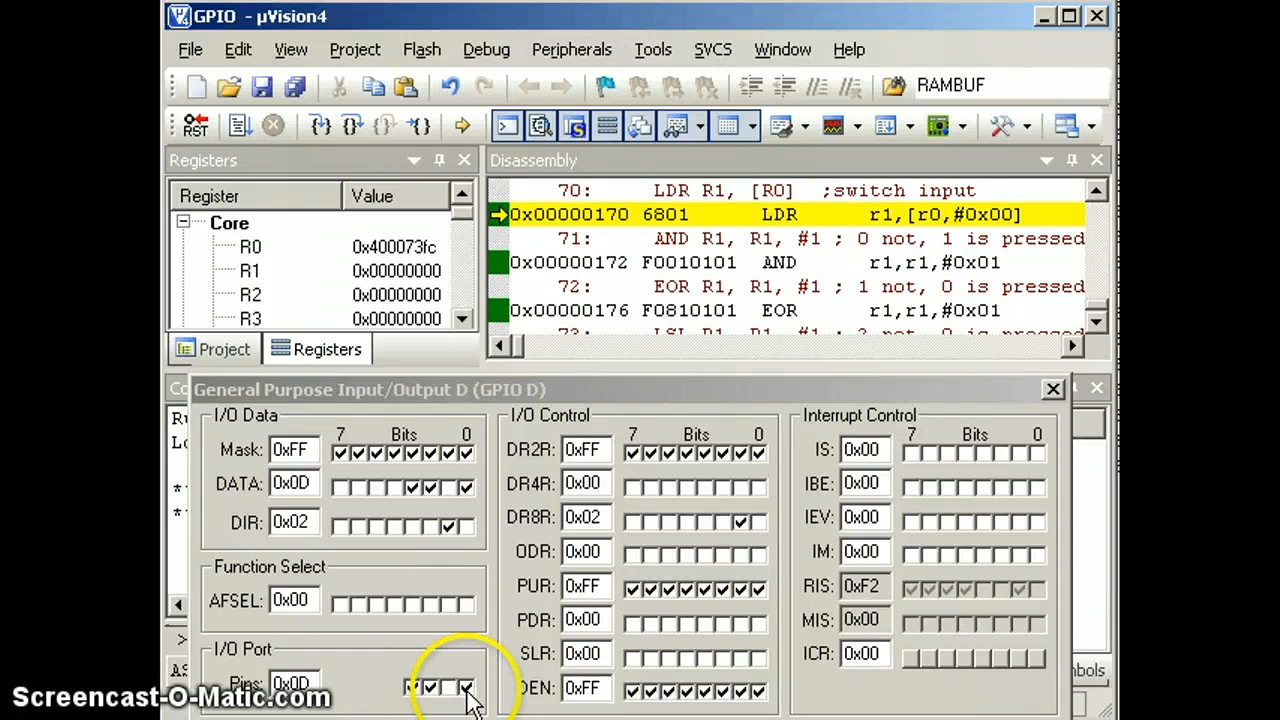 GPIO - µVision4
File Edit View Project Flash Debug Peripherals Tools SVCS Window Help
RAMBUF
RST
Registers
Register Value
Core
R0 0x400073fc
R1 0x00000000
R2 0x00000000
R3 0x00000000
Project Registers
Disassembly
70: LDR R1, [R0] ;switch input
0x00000170 6801 LDR r1,[r0,#0x00]
71: AND R1, R1, #1 ; 0 not, 1 is pressed
0x00000172 F0010101 AND r1,r1,#0x01
72: EOR R1, R1, #1 ; 1 not, 0 is pressed
0x00000176 F0810101 EOR r1,r1,#0x01
General Purpose Input/Output D (GPIO D)
I/O Data
7 Bits 0
Mask: 0xFF
DATA: 0x0D
DIR: 0x02
Function Select
AFSEL: 0x00
I/O Port
Pins: 0x0D
I/O Control
7 Bits 0
DR2R: 0xFF
DR4R: 0x00
DR8R: 0x02
ODR: 0x00
PUR: 0xFF
PDR: 0x00
SLR: 0x00
DEN: 0xFF
Interrupt Control
7 Bits 0
IS: 0x00
IBE: 0x00
IEV: 0x00
IM: 0x00
RIS: 0xF2
MIS: 0x00
ICR: 0x00
Screencast-O-Matic.com